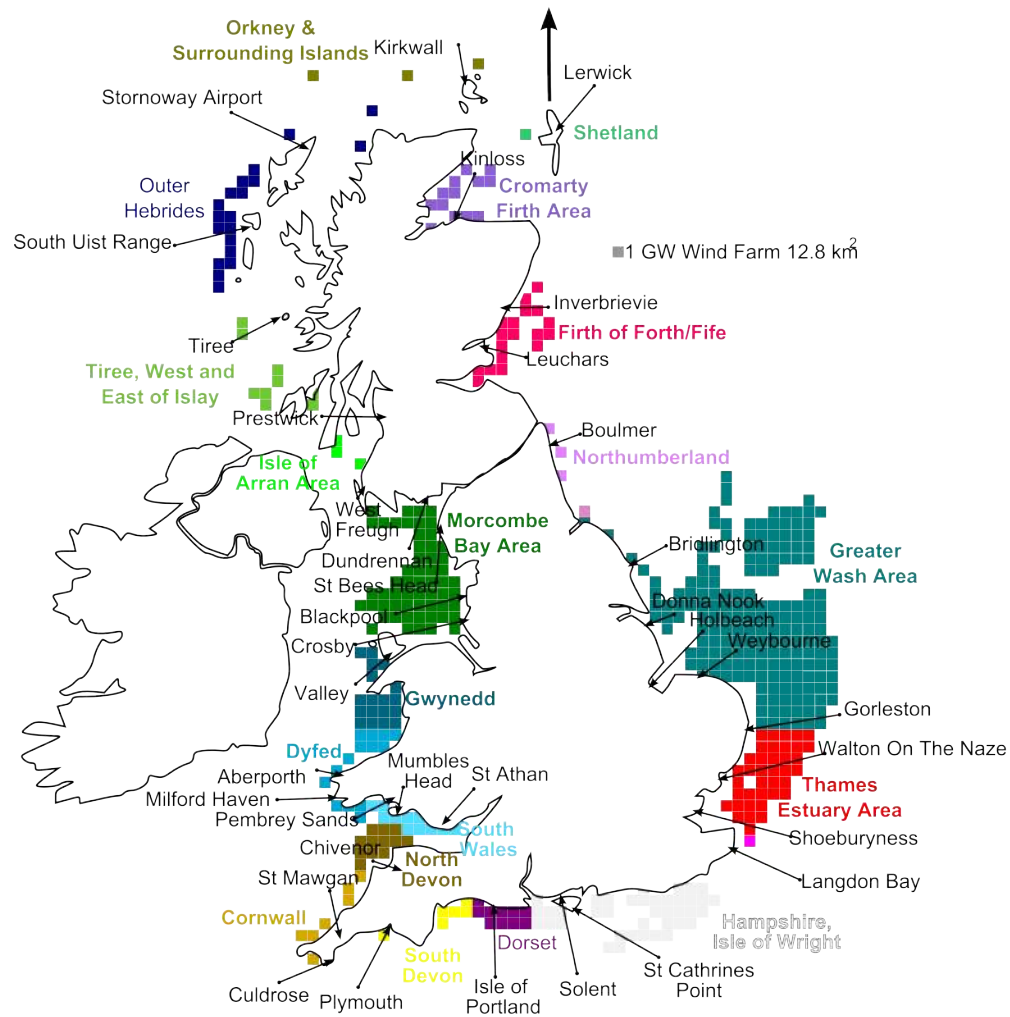 Orkney &
Surrounding Islands
Kirkwall
Lerwick
Stornoway Airport
Shetland
Kinloss
Outer
Hebrides
Cromarty
Firth Area
South Uist Range
1 GW Wind Farm 12.8 km2
Inverbrievie
Firth of Forth/Fife
Tiree
Leuchars
Tiree, West and
East of Islay
Prestwick
Boulmer
Northumberland
Isle of
Arran Area
West
Freugh
Morcombe
Bay Area
Dundrennan
Bridlington
Greater
Wash Area
St Bees Head
Donna Nook
Blackpool
Holbeach
Weybourne
Crosby
Valley
Gwynedd
Gorleston
Dyfed
Walton On The Naze
Mumbles
Head
St Athan
Aberporth
Thames
Estuary Area
Milford Haven
Pembrey Sands
South
Wales
Shoeburyness
Chivenor
North
Devon
St Mawgan
Langdon Bay
Cornwall
Hampshire,
Isle of Wright
Dorset
South
Devon
St Cathrines
Point
Culdrose
Plymouth
Isle of
Portland
Solent